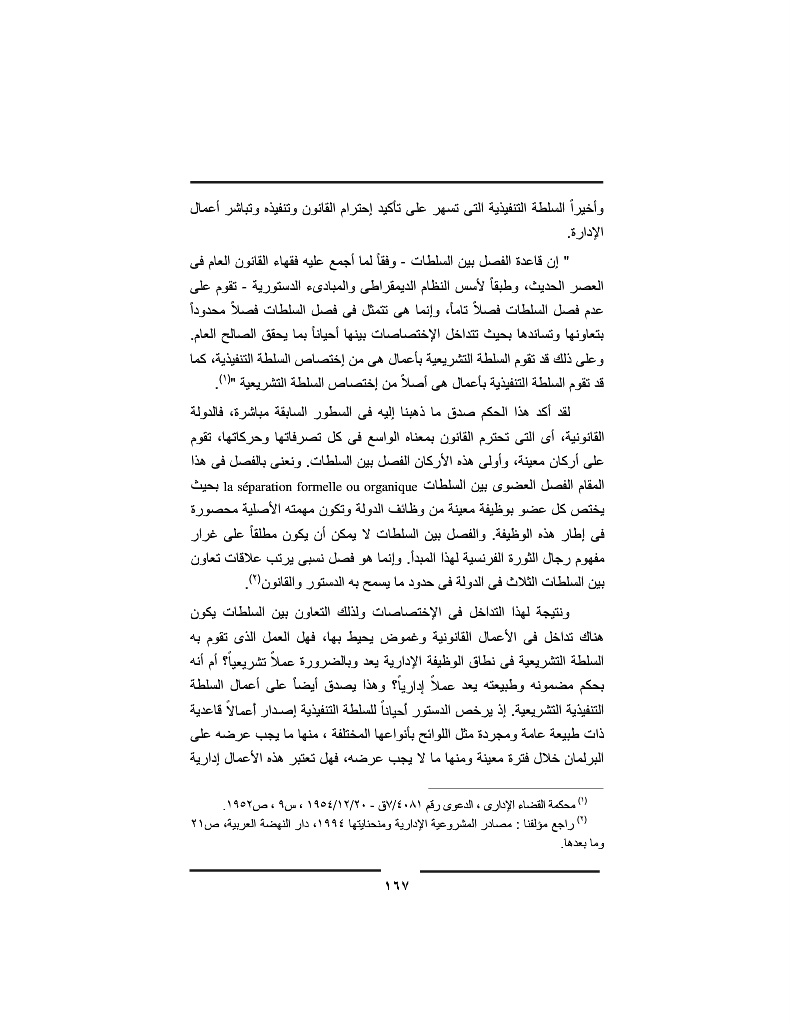 وأخيراً السلطة التنفيذية التى تسهر على تأكيد إحترام القانون وتنفيذه وتباشر أعمال
الإدارة.
" إن قاعدة الفصل بين السلطات - وفقاً لما أجمع عليه فقهاء القانون العام فى
العصر الحديث، وطبقاً لأسس النظام الديمقراطى والمبادىء الدستورية - تقوم على
عدم فصل السلطات فصلاً تاماً، وإنما هى تتمثل فى فصل السلطات فصلاً محدوداً
بتعاونها وتساندها بحيث تتداخل الإختصاصات بينها أحياناً بما يحقق الصالح العام.
وعلى ذلك قد تقوم السلطة التشريعية بأعمال هى من إختصاص السلطة التنفيذية، كما
قد تقوم السلطة التنفيذية بأعمال هى أصلاً من إختصاص السلطة التشريعية "(١).
لقد أكد هذا الحكم صدق ما ذهبنا إليه فى السطور السابقة مباشرة، فالدولة
القانونية، أى التى تحترم القانون بمعناه الواسع فى كل تصرفاتها وحركاتها، تقوم
على أركان معينة، وأولى هذه الأركان الفصل بين السلطات. ونعنى بالفصل فى هذا
المقام الفصل العضوى بين السلطات la séparation formelle ou organique بحيث
يختص كل عضو بوظيفة معينة من وظائف الدولة وتكون مهمته الأصلية محصورة
فى إطار هذه الوظيفة. والفصل بين السلطات لا يمكن أن يكون مطلقاً على غرار
مفهوم رجال الثورة الفرنسية لهذا المبدأ. وإنما هو فصل نسبى يرتب علاقات تعاون
بين السلطات الثلاث فى الدولة فى حدود ما يسمح به الدستور والقانون(٢).
ونتيجة لهذا التداخل فى الإختصاصات ولذلك التعاون بين السلطات يكون
هناك تداخل فى الأعمال القانونية وغموض يحيط بها، فهل العمل الذى تقوم به
السلطة التشريعية فى نطاق الوظيفة الإدارية يعد وبالضرورة عملاً تشريعياً؟ أم أنه
بحكم مضمونه وطبيعته يعد عملاً إدارياً؟ وهذا يصدق أيضاً على أعمال السلطة
التنفيذية التشريعية. إذ يرخص الدستور أحياناً للسلطة التنفيذية إصدار أعمالاً قاعدية
ذات طبيعة عامة ومجردة مثل اللوائح بأنواعها المختلفة ، منها ما يجب عرضه على
البرلمان خلال فترة معينة ومنها ما لا يجب عرضه، فهل تعتبر هذه الأعمال إدارية
(١) محكمة القضاء الإدارى ، الدعوى رقم ٧/٤٠٨١ق - ١٩٥٤/١٢/٢٠ ، س٩ ، ص١٩٥٢.
(٢) راجع مؤلفنا : مصادر المشروعية الإدارية ومنحنايتها ١٩٩٤، دار النهضة العربية، ص٢١
وما بعدها.
١٦٧